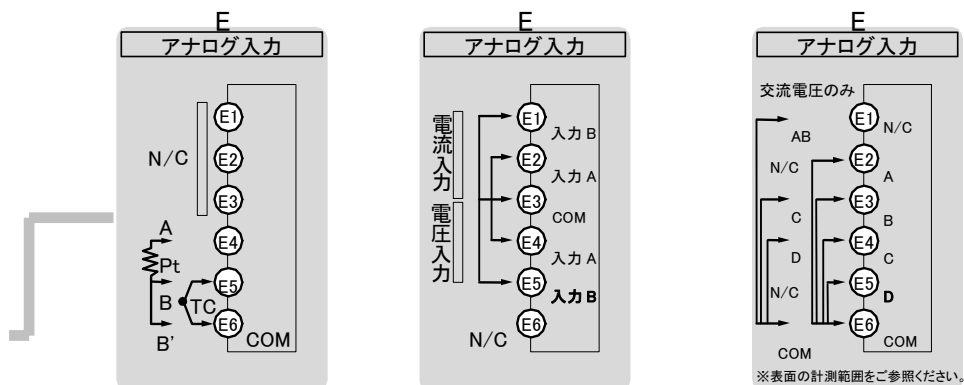 E
アナログ入力
E1
E2
N/C
E3
A
E4
Pt
E5
B
TC
E6
B'
COM
E
アナログ入力
電流入力
電圧入力
E1
入力 B
E2
入力 A
E3
COM
E4
入力 A
E5
入力 B
E6
N/C
E
アナログ入力
交流電圧のみ
AB
N/C
C
D
N/C
COM
E1
N/C
E2
A
E3
B
E4
C
E5
D
E6
COM
※表面の計測範囲をご参照ください。